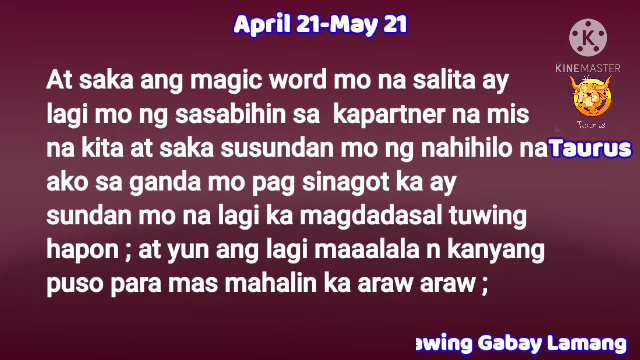 April 21-May 21
KINEMASTER
At saka ang magic word mo na salita ay
lagi mo ng sasabihin sa kapartner na mis
na kita at saka susundan mo ng nahihilo na
ako sa ganda mo pag sinagot ka ay
sundan mo na lagi ka magdadasal tuwing
hapon ; at yun ang lagi maaalala n kanyang
puso para mas mahalin ka araw araw ;
Taurus
Taurus
awing Gabay Lamang